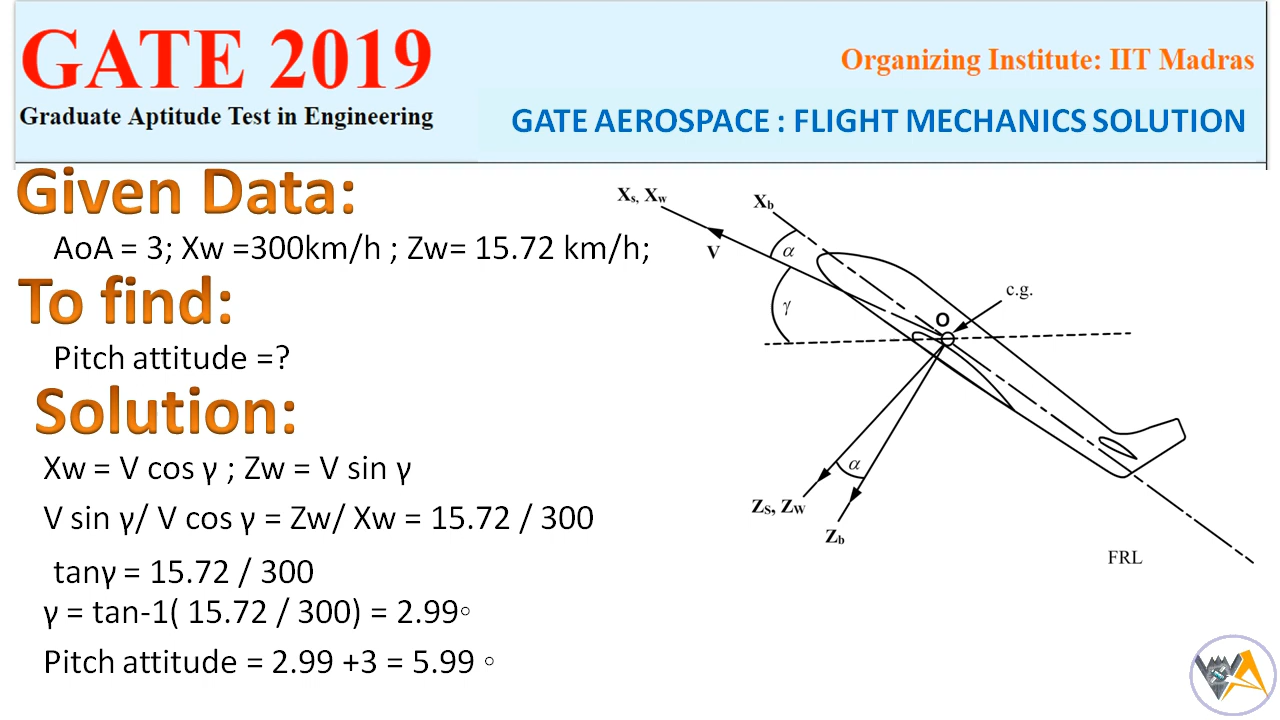 GATE 2019
Graduate Aptitude Test in Engineering
Organizing Institute: IIT Madras
GATE AEROSPACE : FLIGHT MECHANICS SOLUTION
Given Data:
AoA = 3; Xw =300km/h ; Zw= 15.72 km/h;
To find:
Pitch attitude =?
Solution:
Xw = V cos γ ; Zw = V sin γ
V sin γ/ V cos γ = Zw/ Xw = 15.72 / 300
tanγ = 15.72 / 300
γ = tan-1( 15.72 / 300) = 2.99◦
Pitch attitude = 2.99 +3 = 5.99 ◦
Xs, Xw
Xb
V
α
γ
c.g.
O
α
Zs, Zw
Zb
FRL